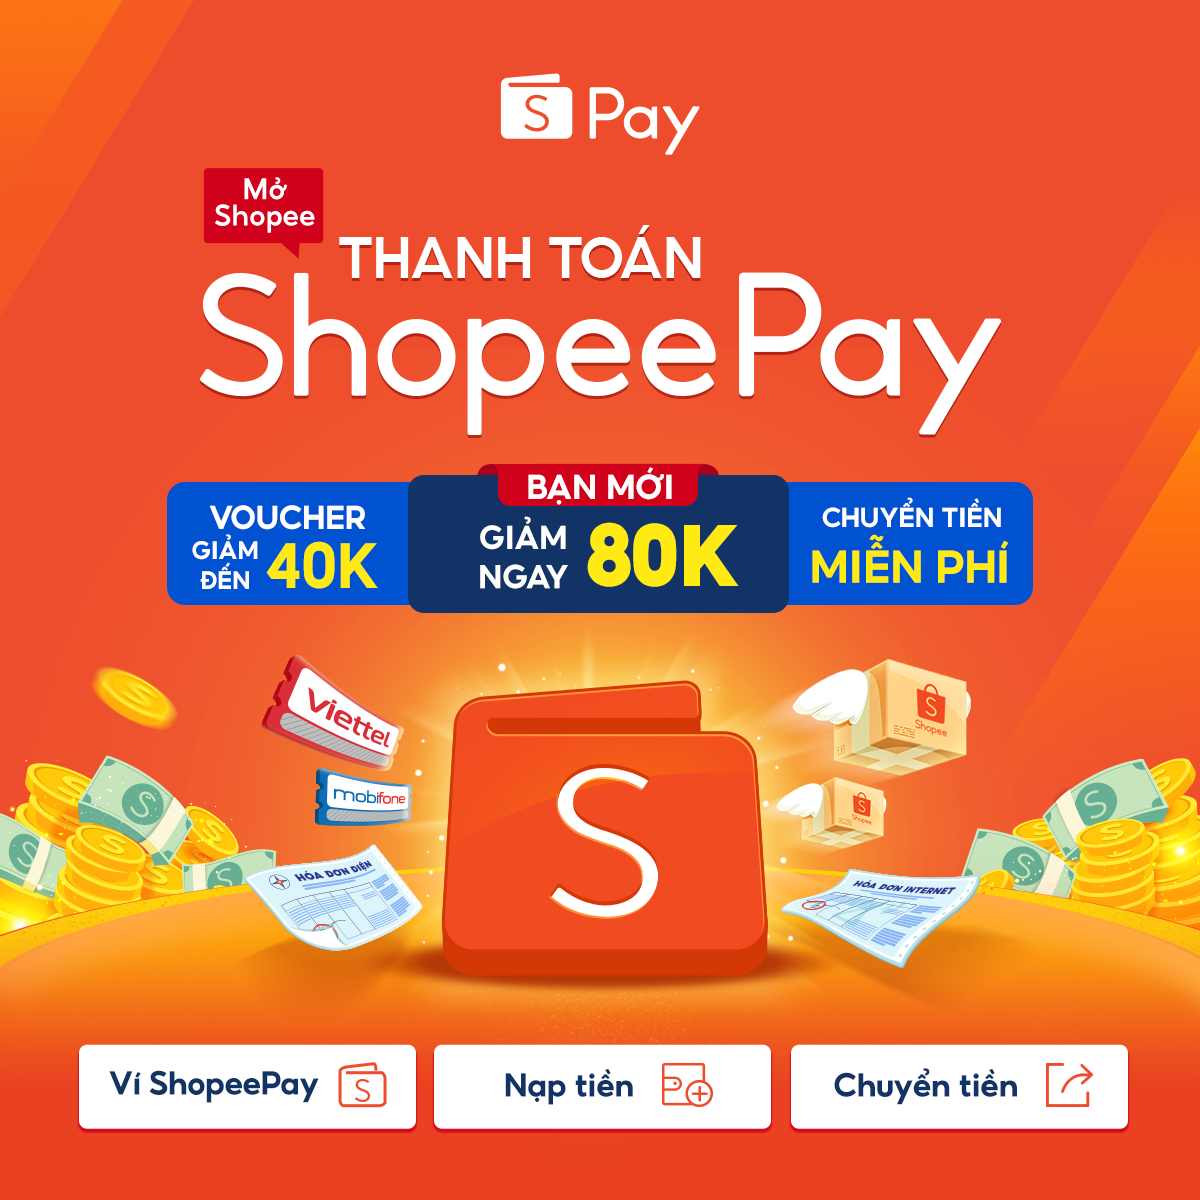 S Pay
Mở
Shopee
THANH TOÁN
ShopeePay
VOUCHER
GIẢM
ĐẾN
40K
BẠN MỚI
GIẢM
NGAY
80K
CHUYỂN TIỀN
MIỄN PHÍ
Viettel
mobifone
S
Shopee
S
Shopee
S
S
S
S
S
S
HÓA ĐƠN ĐIỆN
HÓA ĐƠN INTERNET
Ví ShopeePay
S
Nạp tiền
Chuyển tiền